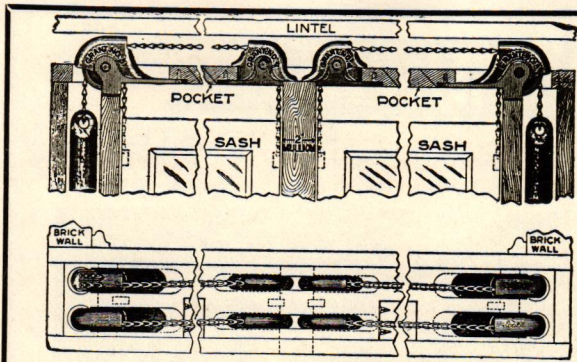 LINTEL
POCKET
POCKET
SASH
2"
MULLION
SASH
BRICK
WALL
BRICK
WALL